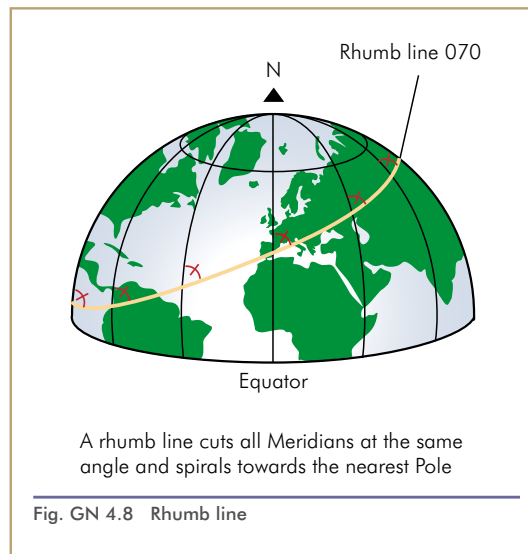 Rhumb line 070
N
Equator
A rhumb line cuts all Meridians at the same
angle and spirals towards the nearest Pole
Fig. GN 4.8 Rhumb line